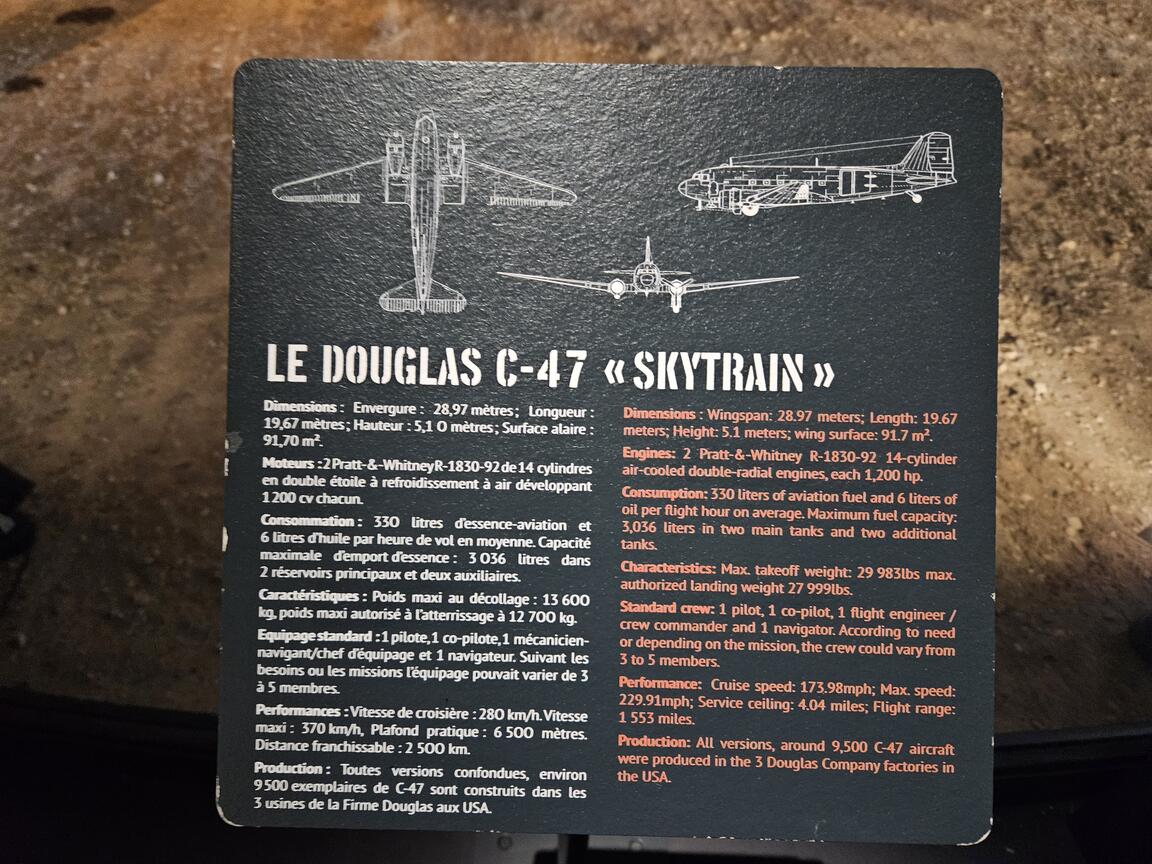 LE DOUGLAS C-47 « SKYTRAIN »
Dimensions : Envergure : 28,97 mètres ; Longueur :
19,67 mètres ; Hauteur : 5,1 0 mètres ; Surface alaire :
91,70 m².
Moteurs : 2 Pratt-&-Whitney R-1830-92 de 14 cylindres
en double étoile à refroidissement à air développant
1 200 cv chacun.
Consommation : 330 litres d'essence-aviation et
6 litres d'huile par heure de vol en moyenne. Capacité
maximale d'emport d'essence : 3 036 litres dans
2 réservoirs principaux et deux auxiliaires.
Caractéristiques : Poids maxi au décollage : 13 600
kg, poids maxi autorisé à l'atterrissage à 12 700 kg.
Equipage standard : 1 pilote, 1 co-pilote, 1 mécanicien-
navigant/chef d'équipage et 1 navigateur. Suivant les
besoins ou les missions l'équipage pouvait varier de 3
à 5 membres.
Performances : Vitesse de croisière : 280 km/h. Vitesse
maxi : 370 km/h, Plafond pratique : 6 500 mètres.
Distance franchissable : 2 500 km.
Production : Toutes versions confondues, environ
9 500 exemplaires de C-47 sont construits dans les
3 usines de la Firme Douglas aux USA.
Dimensions : Wingspan: 28.97 meters; Length: 19.67
meters; Height: 5.1 meters; wing surface: 91.7 m².
Engines: 2 Pratt-&-Whitney R-1830-92 14-cylinder
air-cooled double-radial engines, each 1,200 hp.
Consumption: 330 liters of aviation fuel and 6 liters of
oil per flight hour on average. Maximum fuel capacity:
3,036 liters in two main tanks and two additional
tanks.
Characteristics: Max. takeoff weight: 29 983lbs max.
authorized landing weight 27 999lbs.
Standard crew: 1 pilot, 1 co-pilot, 1 flight engineer /
crew commander and 1 navigator. According to need
or depending on the mission, the crew could vary from
3 to 5 members.
Performance: Cruise speed: 173.98mph; Max. speed:
229.91mph; Service ceiling: 4.04 miles; Flight range:
1 553 miles.
Production: All versions, around 9,500 C-47 aircraft
were produced in the 3 Douglas Company factories in
the USA.